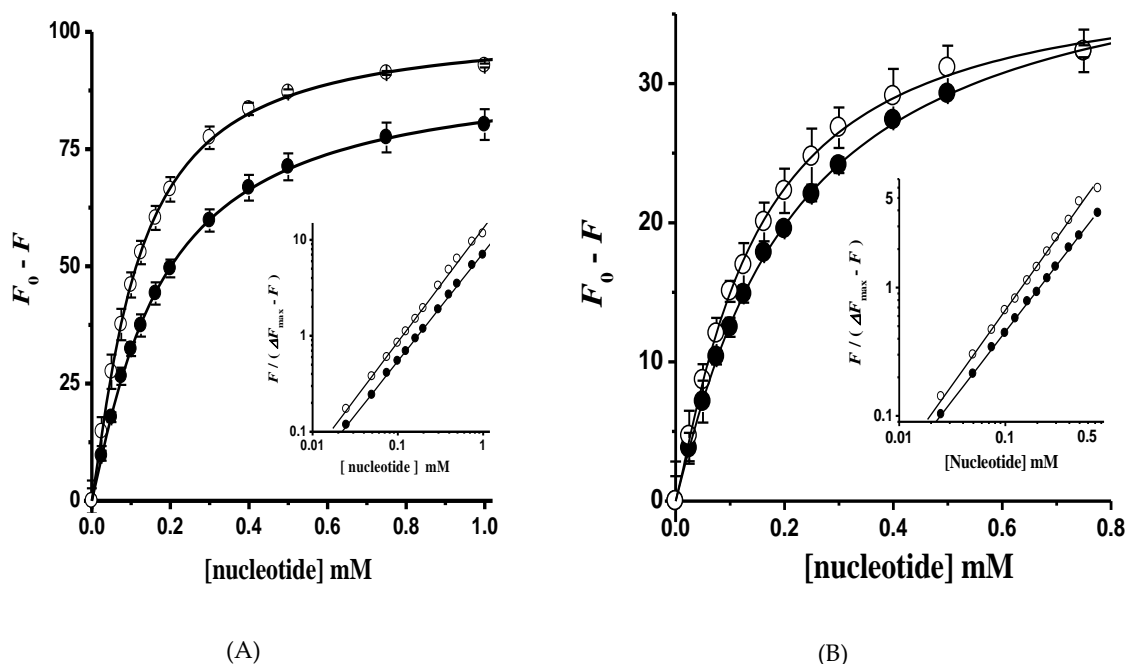 100
75
50
25
0
F₀ - F
0.0 0.2 0.4 0.6 0.8 1.0
[nucleotide] mM
10
1
0.1
F / ( ΔFmax - F )
0.01 0.1 1
[ nucleotide ] mM
(A)
30
20
10
0
F₀ - F
0.0 0.2 0.4 0.6 0.8
[nucleotide] mM
5
1
0.1
F / ( ΔFmax - F )
0.01 0.1 0.5
[Nucleotide] mM
(B)